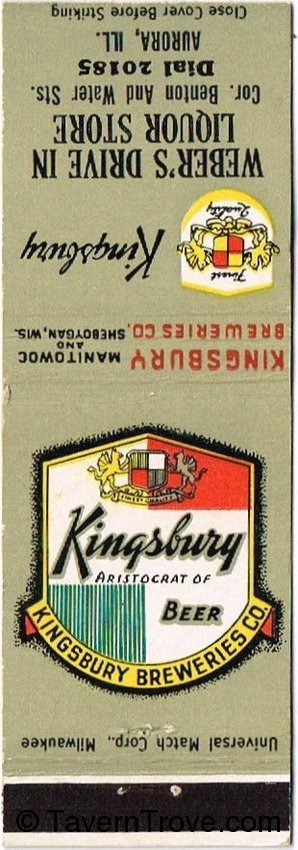 Close Cover Before Striking
AURORA, ILL.
Dial 20185
Cor. Benton And Water Sts.
LIQUOR STORE
WEBER'S DRIVE IN
Kingsbury
Finest
Quality
KINGSBURY
BREWERIES CO.
MANITOWOC
AND
SHEBOYGAN, WIS.
Kingsbury
ARISTOCRAT OF
BEER
KINGSBURY BREWERIES CO.
Universal Match Corp., Milwaukee
© TavernTrove.com